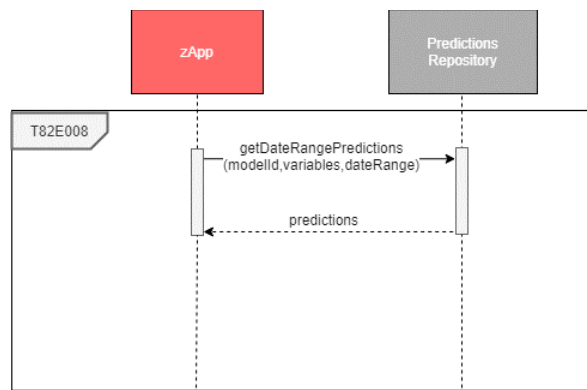 zApp
Predictions
Repository
T82E008
getDateRangePredictions
(modelId,variables,dateRange)
predictions